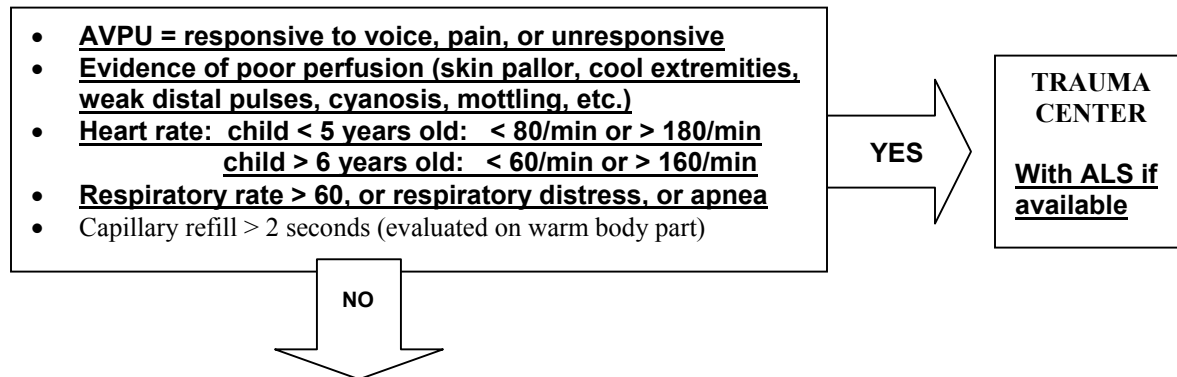 • AVPU = responsive to voice, pain, or unresponsive
• Evidence of poor perfusion (skin pallor, cool extremities,
weak distal pulses, cyanosis, mottling, etc.)
• Heart rate: child < 5 years old: < 80/min or > 180/min
child > 6 years old: < 60/min or > 160/min
• Respiratory rate > 60, or respiratory distress, or apnea
• Capillary refill > 2 seconds (evaluated on warm body part)
YES
TRAUMA
CENTER
With ALS if
available
NO